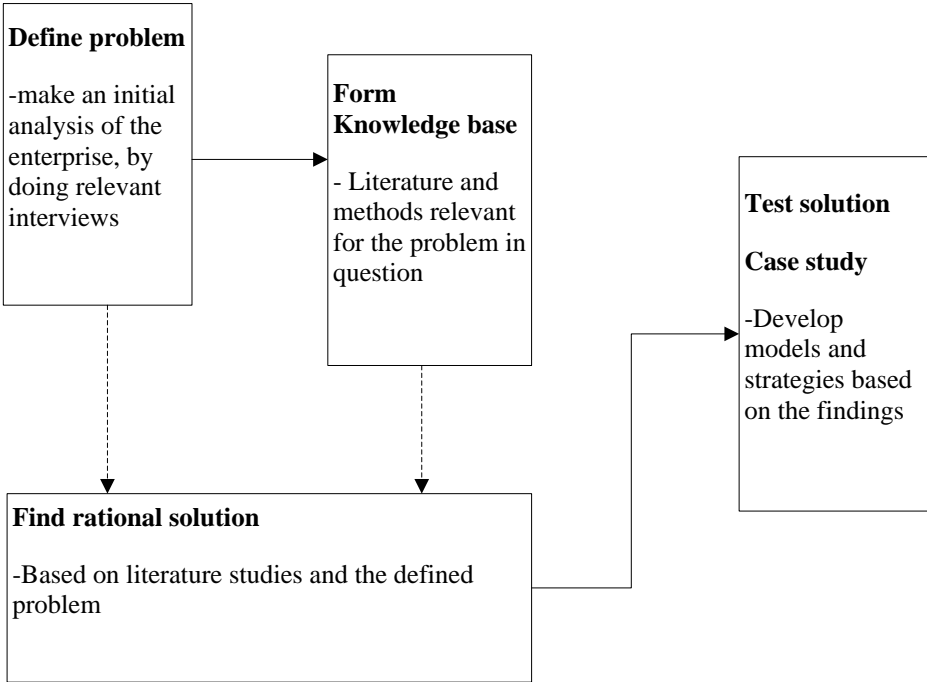 Define problem
-make an initial
analysis of the
enterprise, by
doing relevant
interviews
Form
Knowledge base
- Literature and
methods relevant
for the problem in
question
Test solution
Case study
-Develop
models and
strategies based
on the findings
Find rational solution
-Based on literature studies and the defined
problem